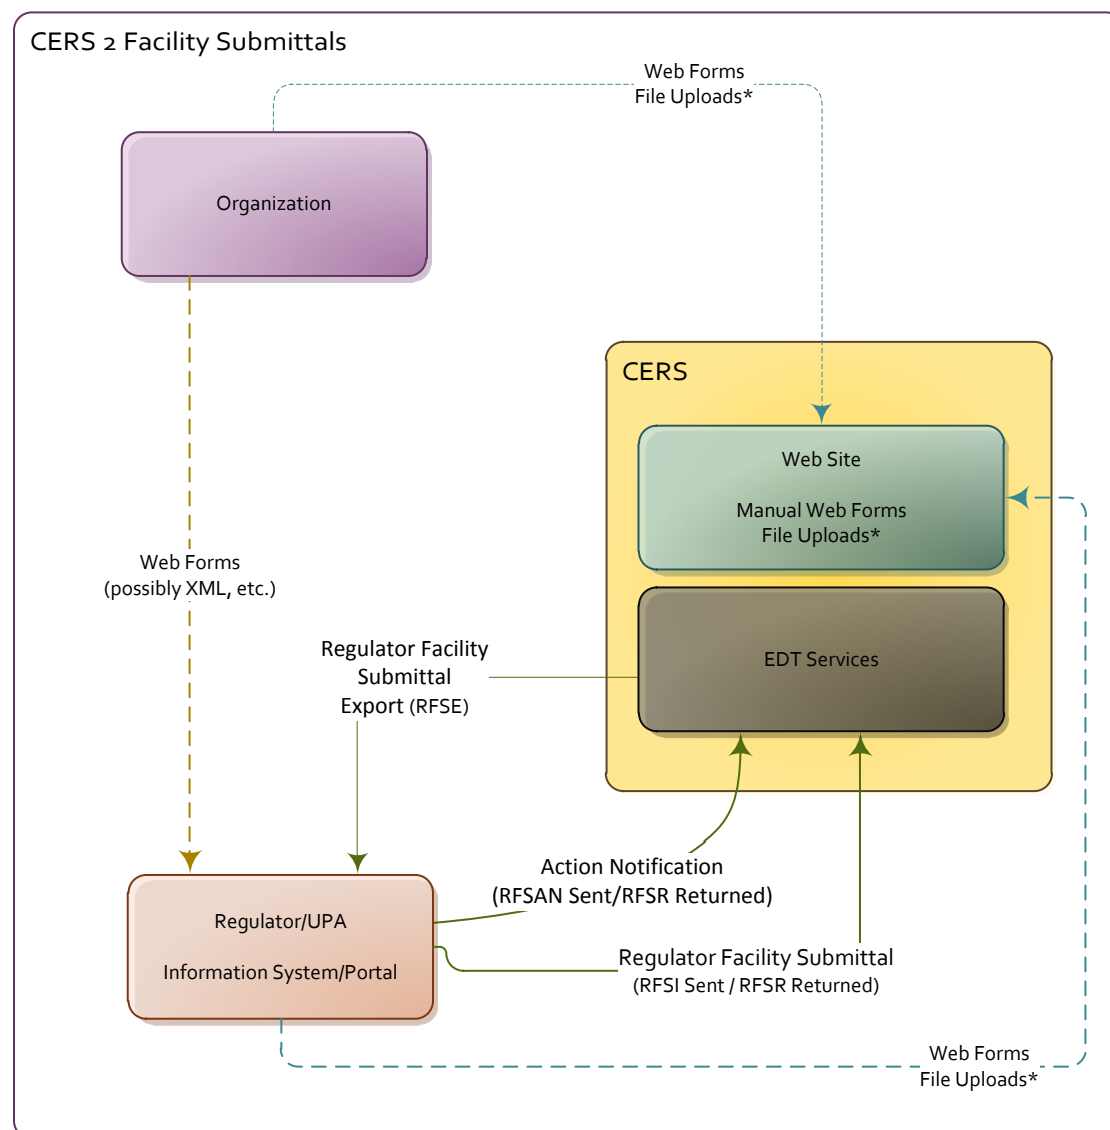 CERS 2 Facility Submittals
Web Forms
File Uploads*
Organization
CERS
Web Site
Manual Web Forms
File Uploads*
Web Forms
(possibly XML, etc.)
Regulator Facility
Submittal
Export (RFSE)
EDT Services
Action Notification
(RFSAN Sent/RFSR Returned)
Regulator/UPA
Information System/Portal
Regulator Facility Submittal
(RFSI Sent / RFSR Returned)
Web Forms
File Uploads*